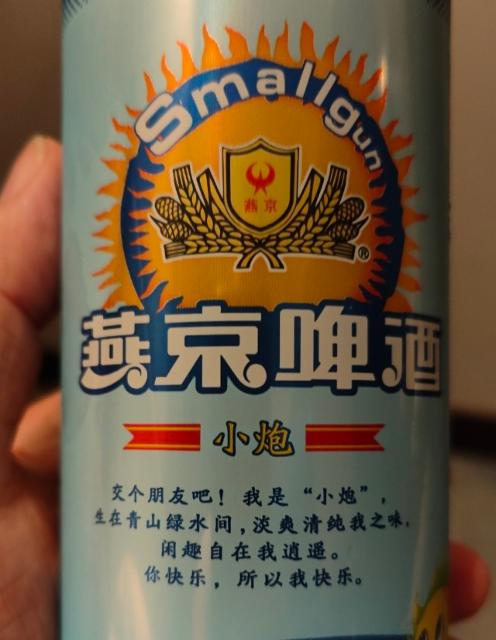 Smallgun
燕京
®
燕京啤酒
小炮
交个朋友吧！我是“小炮”，
生在青山绿水间，淡爽清纯我之味，
闲趣自在我逍遥。
你快乐，所以我快乐。